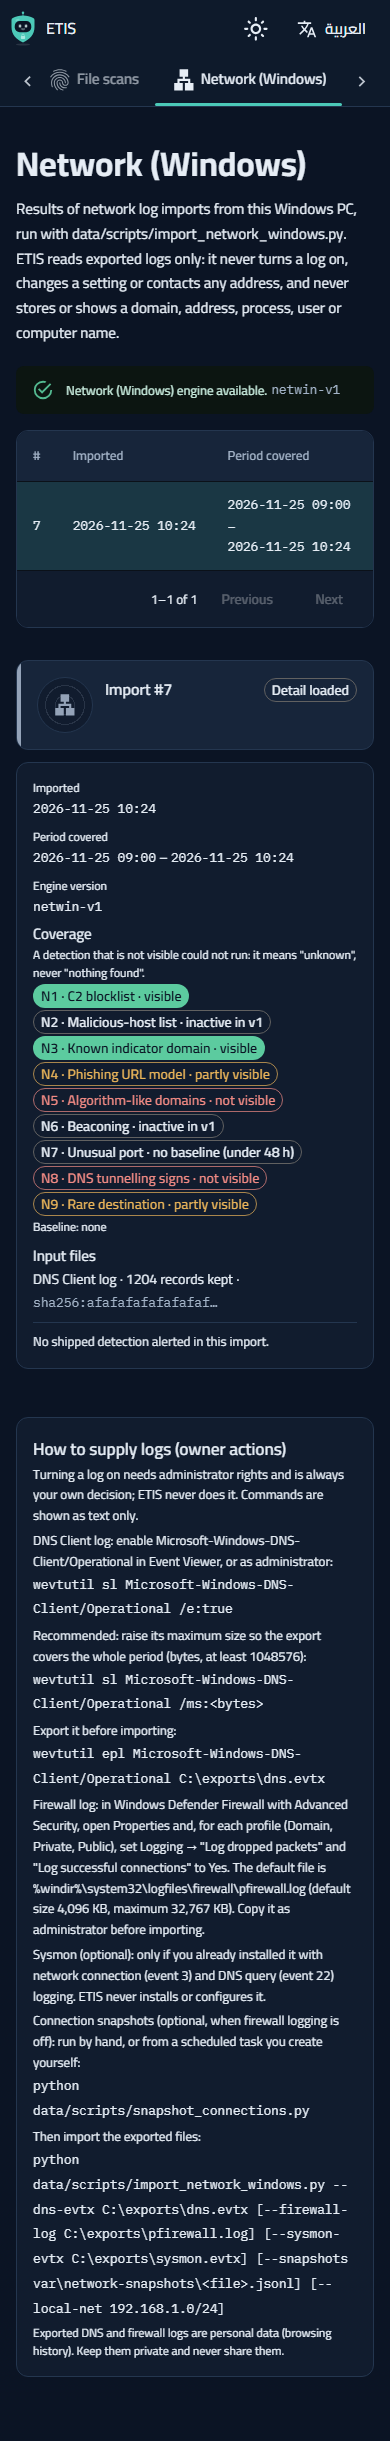 ETIS
العربية
File scans
Network (Windows)
Network (Windows)
Results of network log imports from this Windows PC,
run with data/scripts/import_network_windows.py.
ETIS reads exported logs only: it never turns a log on,
changes a setting or contacts any address, and never
stores or shows a domain, address, process, user or
computer name.
Network (Windows) engine available. netwin-v1
# Imported Period covered
7 2026-11-25 10:24 2026-11-25 09:00
–
2026-11-25 10:24
1–1 of 1 Previous Next
Import #7 Detail loaded
Imported
2026-11-25 10:24
Period covered
2026-11-25 09:00 – 2026-11-25 10:24
Engine version
netwin-v1
Coverage
A detection that is not visible could not run: it means "unknown",
never "nothing found".
N1 · C2 blocklist · visible
N2 · Malicious-host list · inactive in v1
N3 · Known indicator domain · visible
N4 · Phishing URL model · partly visible
N5 · Algorithm-like domains · not visible
N6 · Beaconing · inactive in v1
N7 · Unusual port · no baseline (under 48 h)
N8 · DNS tunnelling signs · not visible
N9 · Rare destination · partly visible
Baseline: none
Input files
DNS Client log · 1204 records kept ·
sha256:afafafafafafafaf…
No shipped detection alerted in this import.
How to supply logs (owner actions)
Turning a log on needs administrator rights and is always
your own decision; ETIS never does it. Commands are
shown as text only.
DNS Client log: enable Microsoft-Windows-DNS-
Client/Operational in Event Viewer, or as administrator:
wevtutil sl Microsoft-Windows-DNS-
Client/Operational /e:true
Recommended: raise its maximum size so the export
covers the whole period (bytes, at least 1048576):
wevtutil sl Microsoft-Windows-DNS-
Client/Operational /ms:<bytes>
Export it before importing:
wevtutil epl Microsoft-Windows-DNS-
Client/Operational C:\exports\dns.evtx
Firewall log: in Windows Defender Firewall with Advanced
Security, open Properties and, for each profile (Domain,
Private, Public), set Logging → "Log dropped packets" and
"Log successful connections" to Yes. The default file is
%windir%\system32\logfiles\firewall\pfirewall.log (default
size 4,096 KB, maximum 32,767 KB). Copy it as
administrator before importing.
Sysmon (optional): only if you already installed it with
network connection (event 3) and DNS query (event 22)
logging. ETIS never installs or configures it.
Connection snapshots (optional, when firewall logging is
off): run by hand, or from a scheduled task you create
yourself:
python
data/scripts/snapshot_connections.py
Then import the exported files:
python
data/scripts/import_network_windows.py --
dns-evtx C:\exports\dns.evtx [--firewall-
log C:\exports\pfirewall.log] [--sysmon-
evtx C:\exports\sysmon.evtx] [--snapshots
var\network-snapshots\<file>.jsonl] [--
local-net 192.168.1.0/24]
Exported DNS and firewall logs are personal data (browsing
history). Keep them private and never share them.